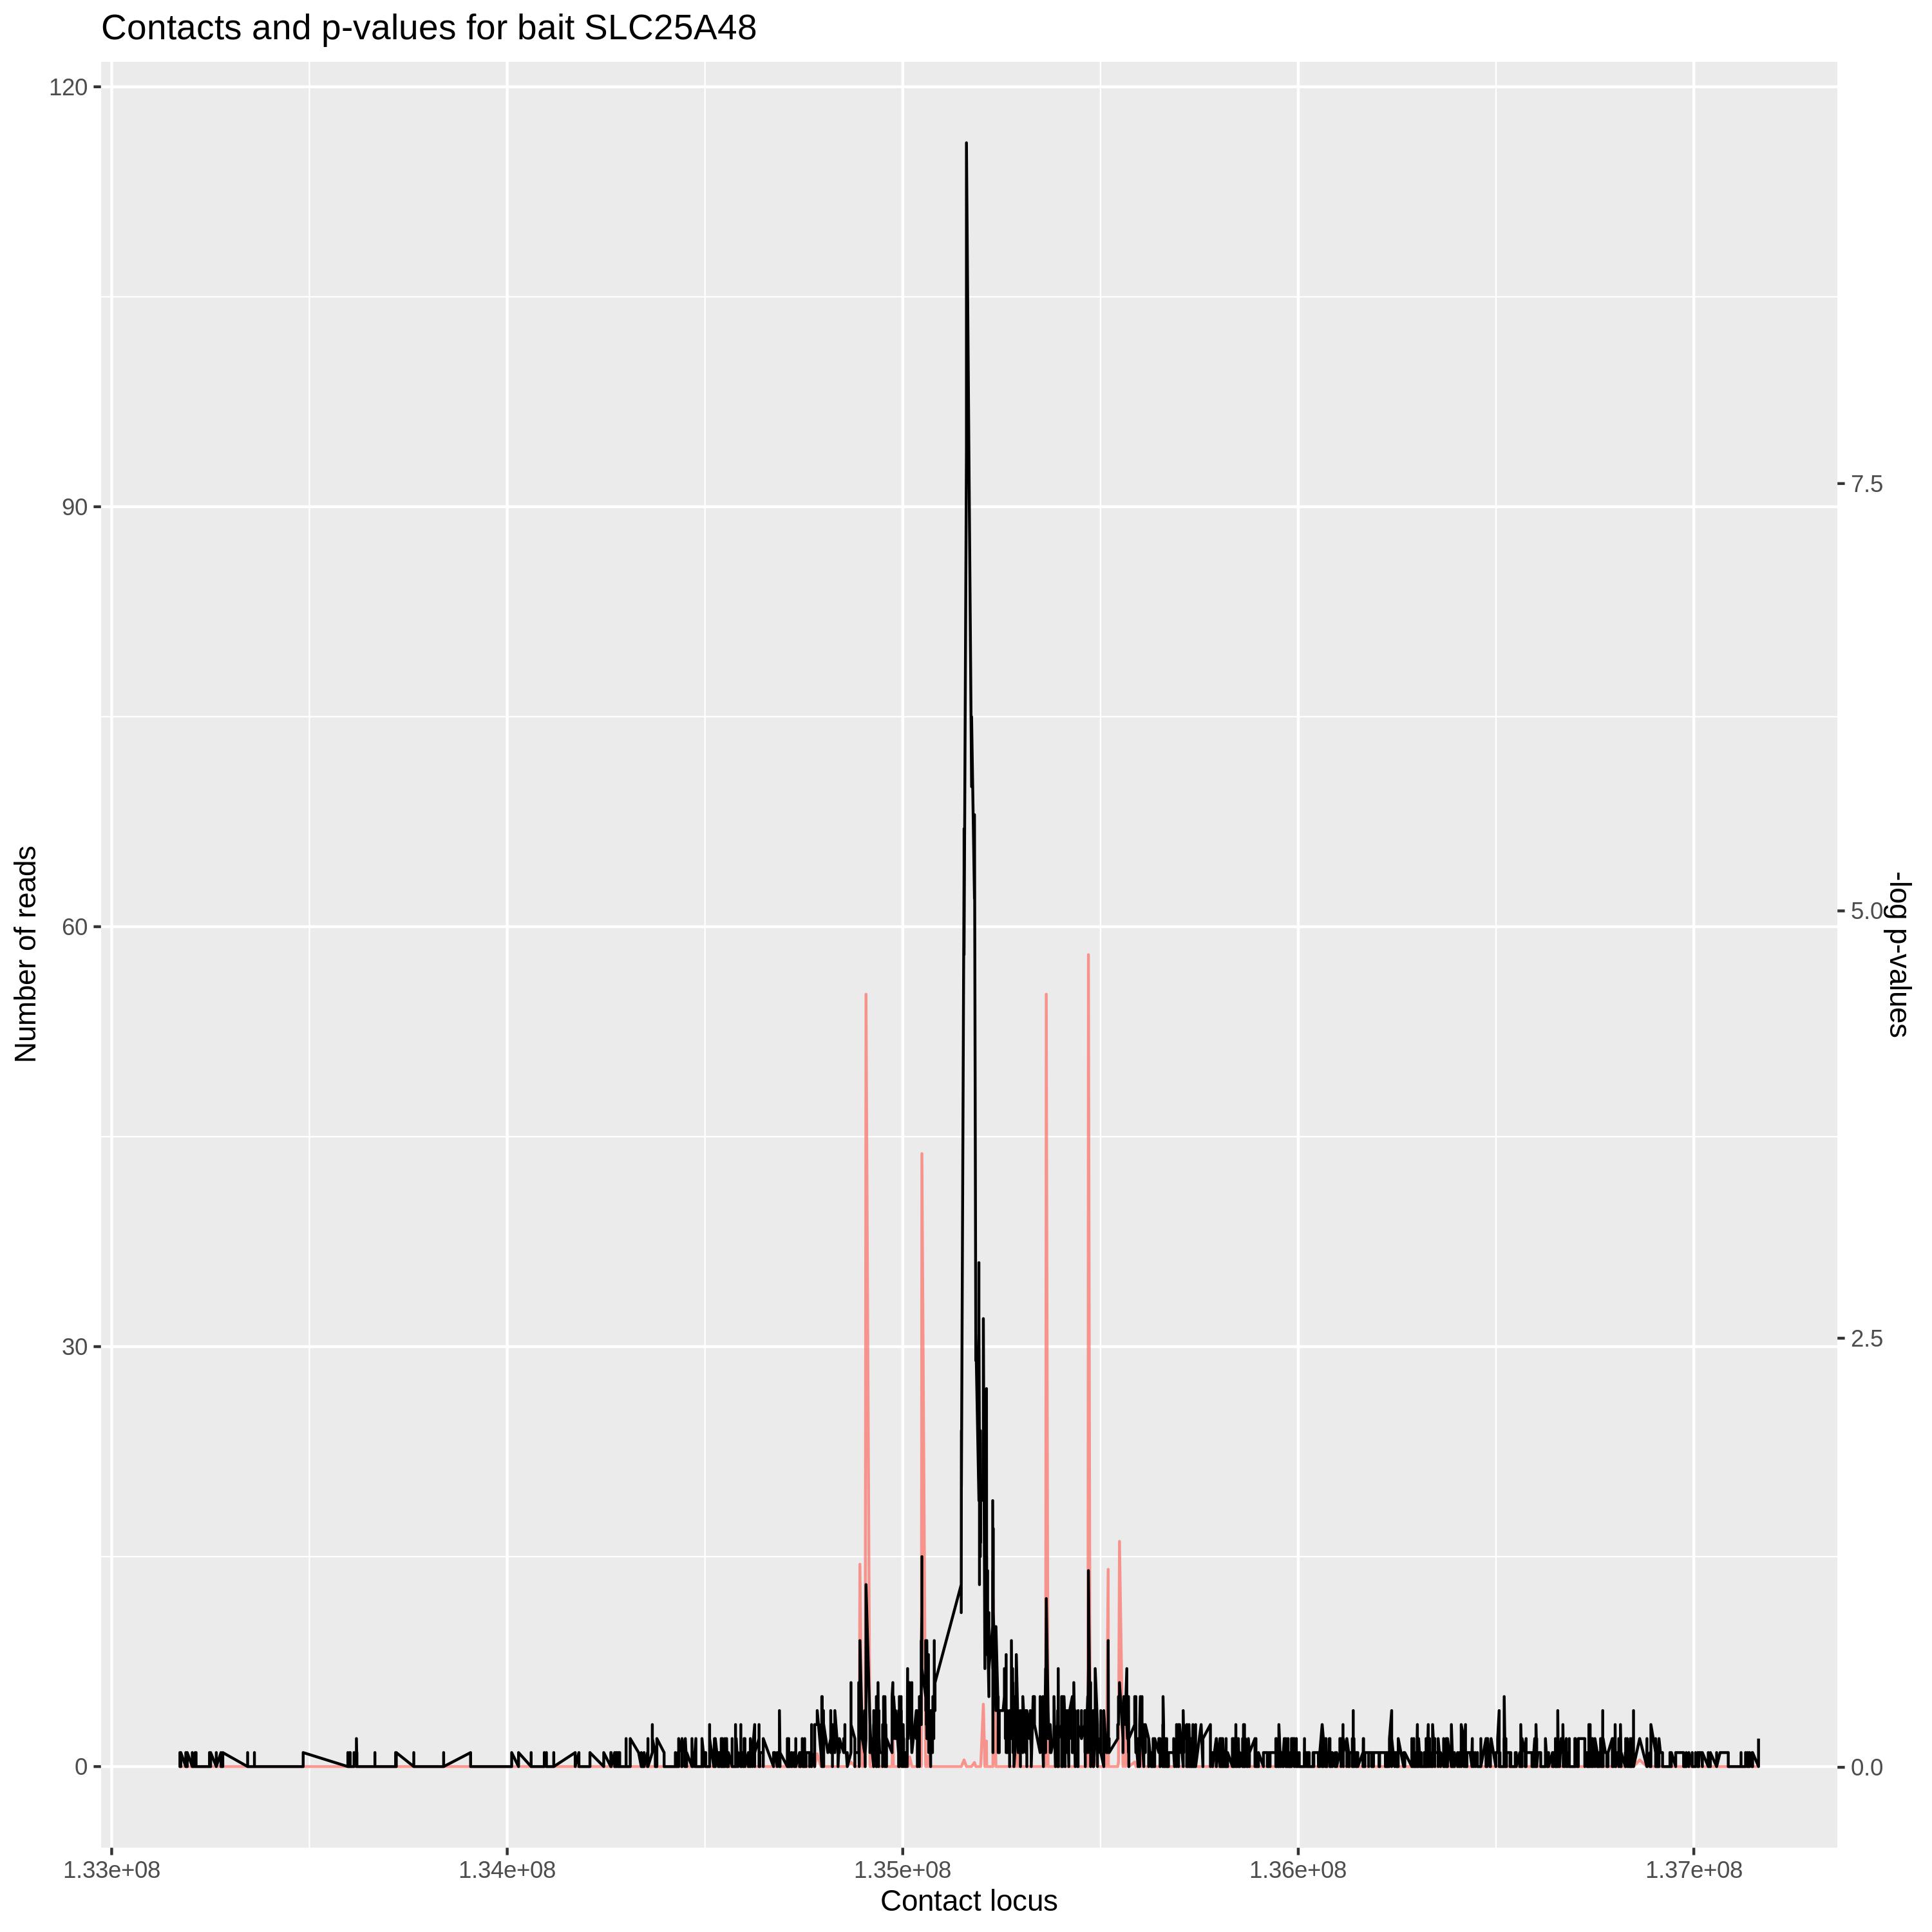 Contacts and p-values for bait SLC25A48
120
90
60
30
0
Number of reads
7.5
5.0
2.5
0.0
-log p-values
1.33e+08
1.34e+08
1.35e+08
1.36e+08
1.37e+08
Contact locus